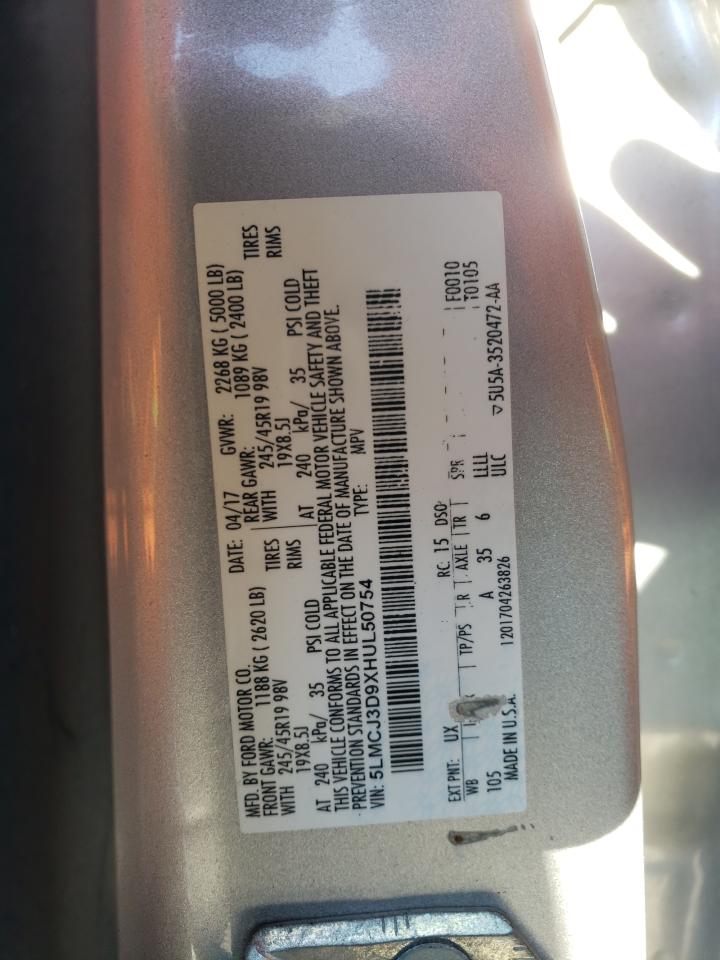 MFD. BY FORD MOTOR CO. DATE: 04/17 GVWR: 2268 KG ( 5000 LB)
FRONT GAWR: 1188 KG ( 2620 LB) REAR GAWR: 1089 KG ( 2400 LB)
WITH 245/45R19 98V TIRES WITH 245/45R19 98V TIRES
19X8.5J RIMS 19X8.5J RIMS
AT 240 kPa/ 35 PSI COLD AT 240 kPa/ 35 PSI COLD
THIS VEHICLE CONFORMS TO ALL APPLICABLE FEDERAL MOTOR VEHICLE SAFETY AND THEFT
PREVENTION STANDARDS IN EFFECT ON THE DATE OF MANUFACTURE SHOWN ABOVE.
VIN: 5LMCJ3D9XHUL50754 TYPE: MPV
EXT PNT: UX RC: 15 DSO:
WB TP/PS R AXLE TR SPR F0010
105 A 35 6 LLLL T0105
MADE IN U.S.A. 1201704263826 ULC 5U5A-3520472-AA